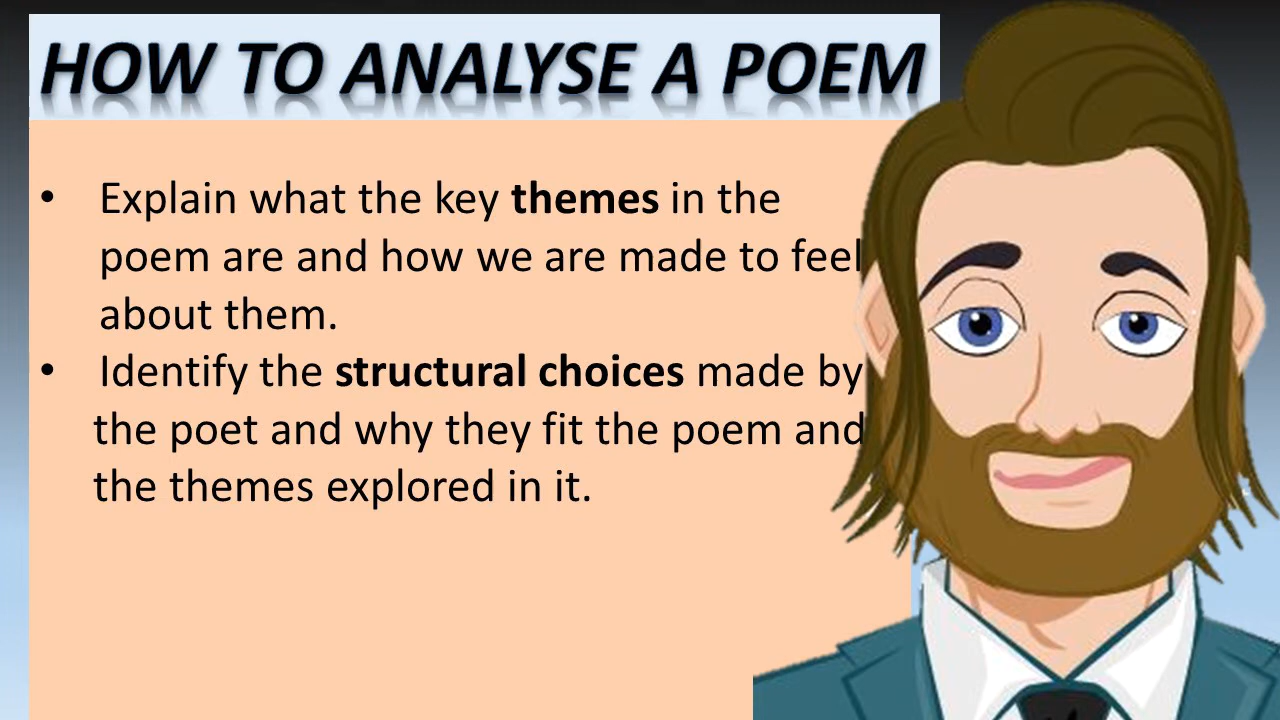 HOW TO ANALYSE A POEM
• Explain what the key themes in the
poem are and how we are made to feel
about them.
• Identify the structural choices made by
the poet and why they fit the poem and
the themes explored in it.